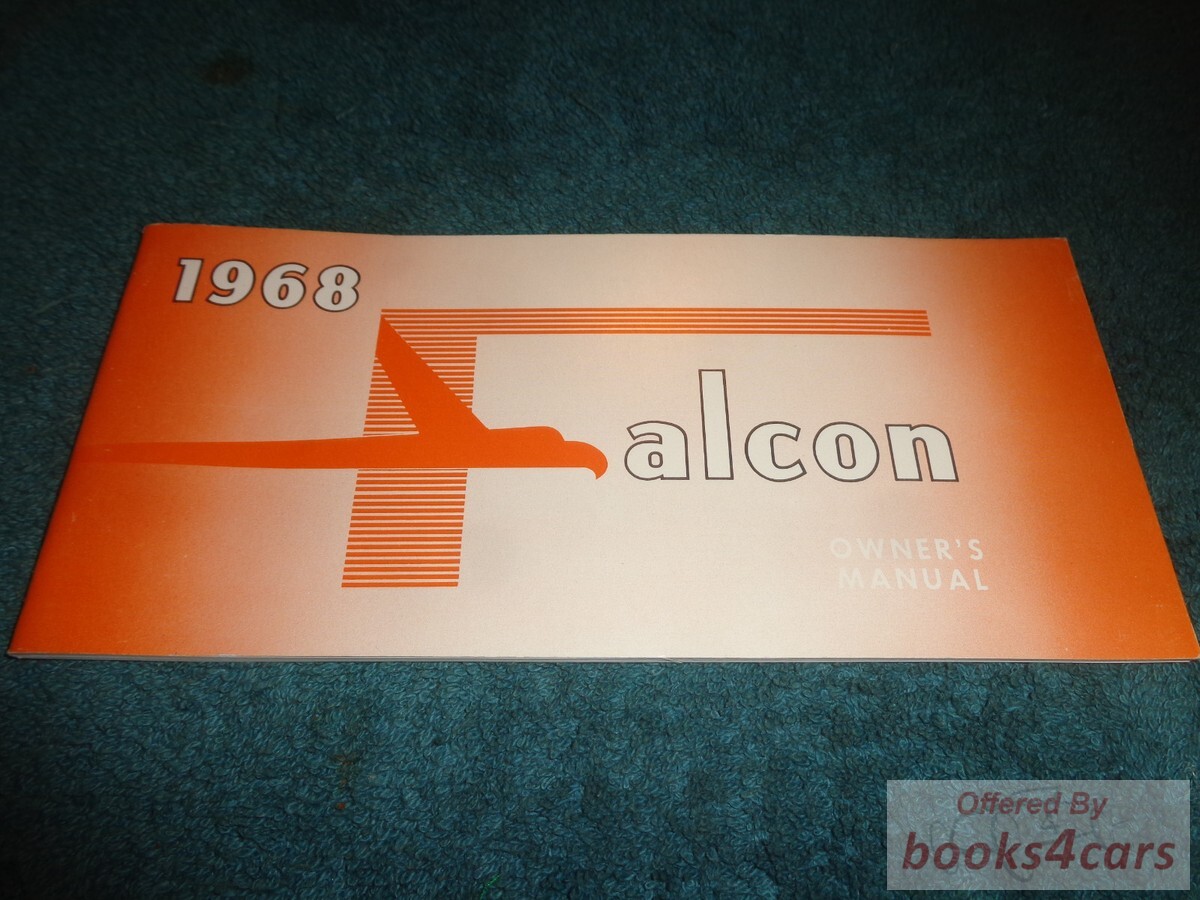 1968
Falcon
OWNER'S
MANUAL
Offered By
books4cars